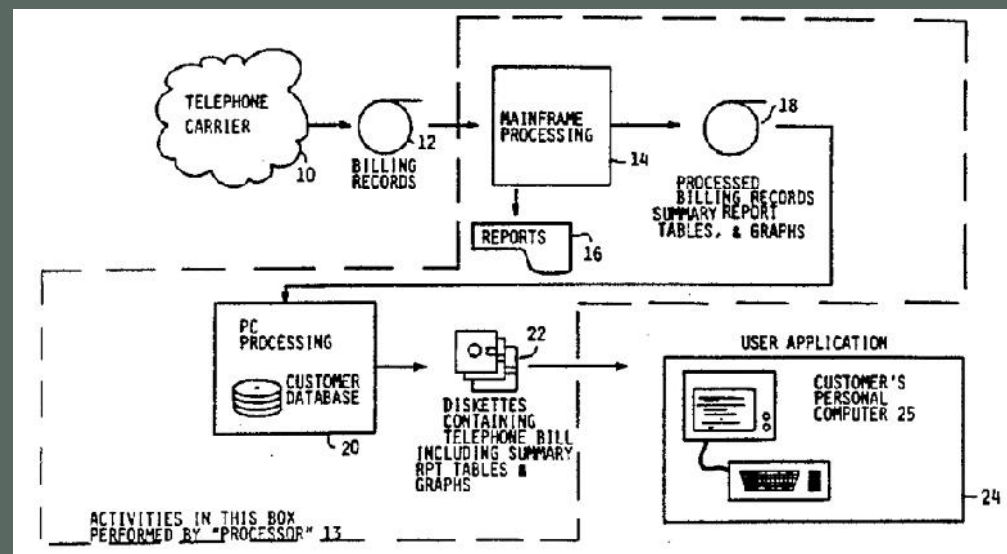 TELEPHONE
CARRIER
10
12
BILLING
RECORDS
MAINFRAME
PROCESSING
14
REPORTS
16
18
PROCESSED
BILLING RECORDS
SUMMARY REPORT
TABLES, & GRAPHS
PC
PROCESSING
CUSTOMER
DATABASE
20
22
DISKETTES
CONTAINING
TELEPHONE BILL
INCLUDING SUMMARY
RPT TABLES &
GRAPHS
USER APPLICATION
CUSTOMER'S
PERSONAL
COMPUTER 25
24
ACTIVITIES IN THIS BOX
PERFORMED BY "PROCESSOR" 13